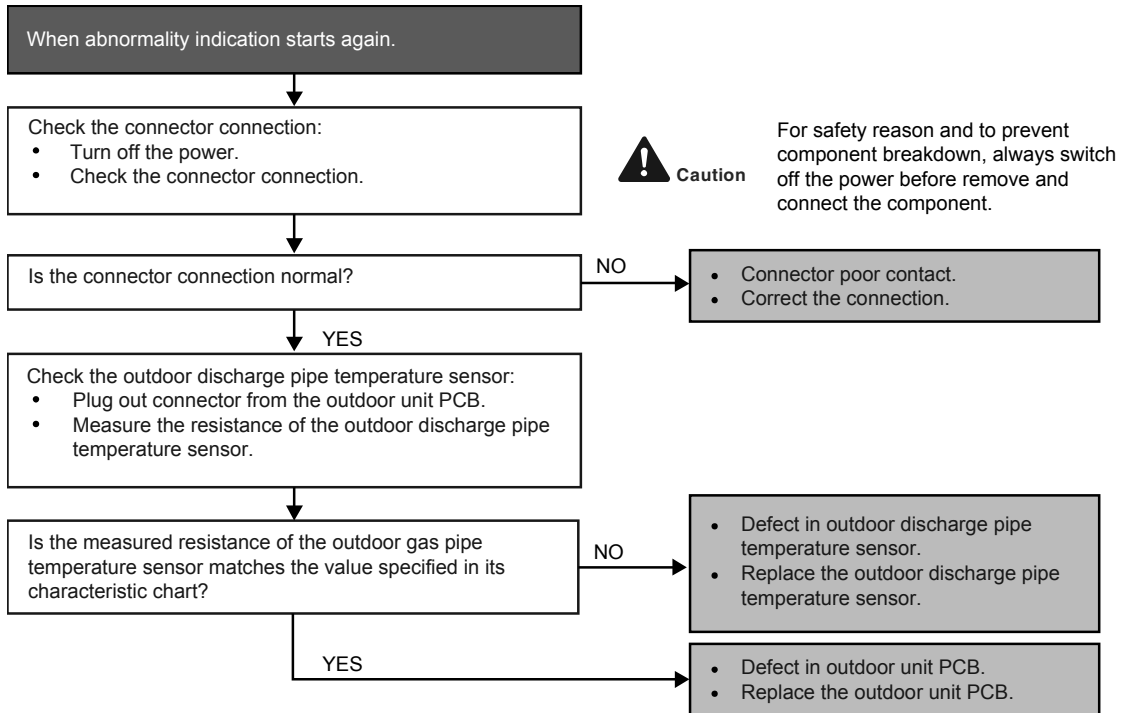 When abnormality indication starts again.
Check the connector connection:
• Turn off the power.
• Check the connector connection.
Caution
For safety reason and to prevent
component breakdown, always switch
off the power before remove and
connect the component.
Is the connector connection normal?
NO
• Connector poor contact.
• Correct the connection.
YES
Check the outdoor discharge pipe temperature sensor:
• Plug out connector from the outdoor unit PCB.
• Measure the resistance of the outdoor discharge pipe
temperature sensor.
Is the measured resistance of the outdoor gas pipe
temperature sensor matches the value specified in its
characteristic chart?
NO
• Defect in outdoor discharge pipe
temperature sensor.
• Replace the outdoor discharge pipe
temperature sensor.
YES
• Defect in outdoor unit PCB.
• Replace the outdoor unit PCB.